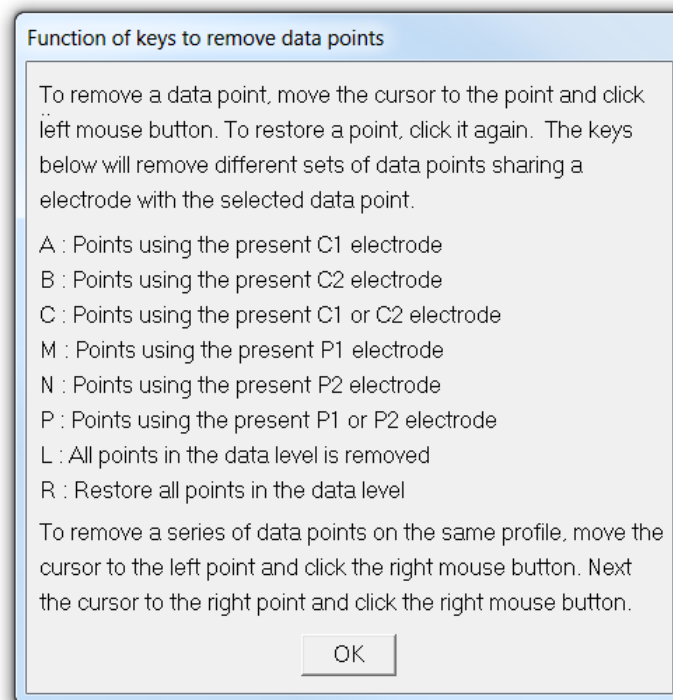 Function of keys to remove data points
To remove a data point, move the cursor to the point and click
left mouse button. To restore a point, click it again. The keys
below will remove different sets of data points sharing a
electrode with the selected data point.
A : Points using the present C1 electrode
B : Points using the present C2 electrode
C : Points using the present C1 or C2 electrode
M : Points using the present P1 electrode
N : Points using the present P2 electrode
P : Points using the present P1 or P2 electrode
L : All points in the data level is removed
R : Restore all points in the data level
To remove a series of data points on the same profile, move the
cursor to the left point and click the right mouse button. Next
the cursor to the right point and click the right mouse button.
OK